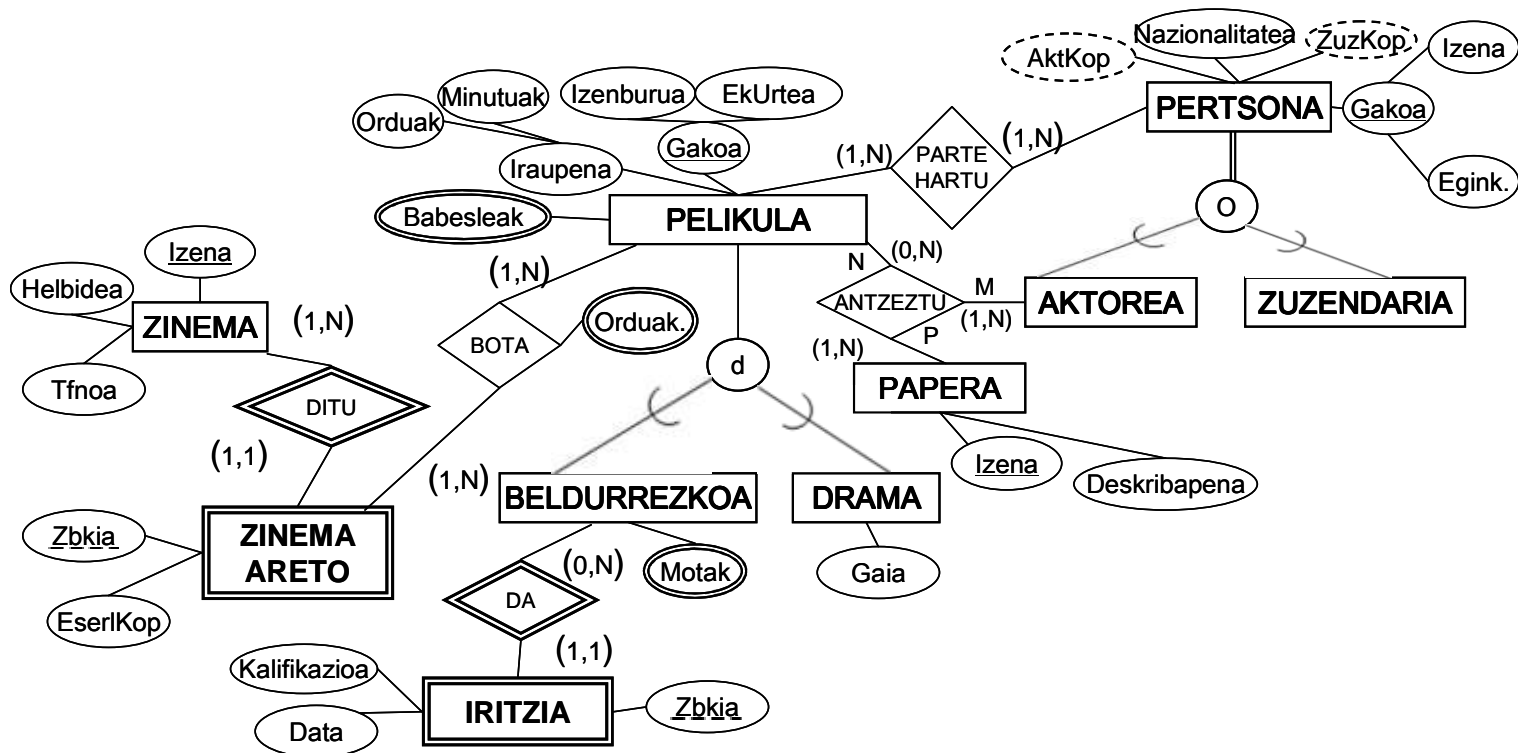 Nazionalitatea
ZuzKop
Izena
AktKop
Minutuak
Izenburua
EkUrtea
PERTSONA
Gakoa
Orduak
(1,N)
PARTE
HARTU
(1,N)
Gakoa
Iraupena
Egink.
Babesleak
PELIKULA
O
Izena
(1,N)
N
(0,N)
Helbidea
ZINEMA
(1,N)
Orduak.
ANTZEZTU
M
(1,N)
AKTOREA
ZUZENDARIA
BOTA
P
(1,N)
d
PAPERA
Tfnoa
DITU
(1,1)
(1,N)
Izena
Deskribapena
BELDURREZKOA
DRAMA
Zbkia
ZINEMA
ARETO
(0,N)
Motak
Gaia
DA
EserlKop
(1,1)
Kalifikazioa
IRITZIA
Zbkia
Data